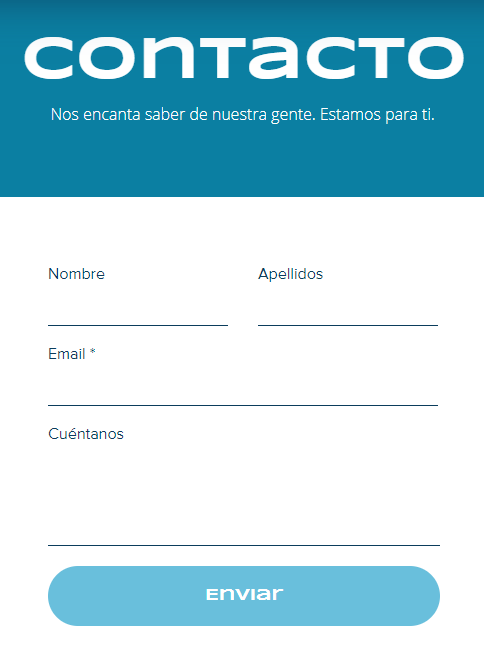 Contacto
Nos encanta saber de nuestra gente. Estamos para ti.
Nombre Apellidos
Email *
Cuéntanos
Enviar